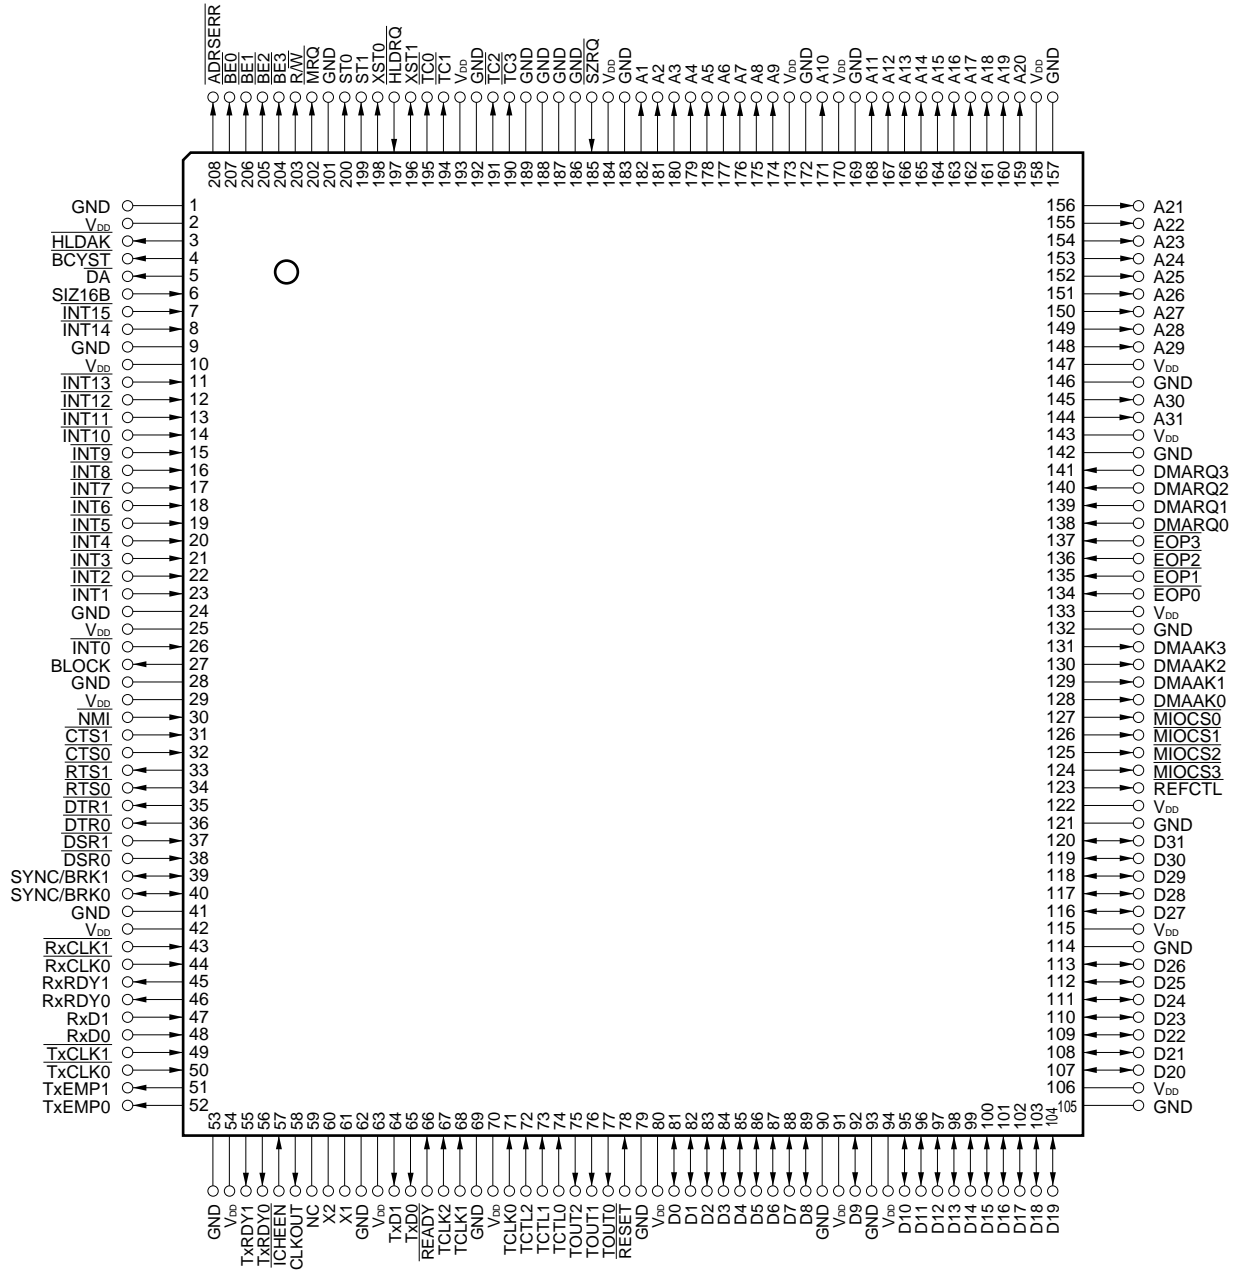 ADRSERR BE0 BE1 BE2 BE3 R/W MRQ GND ST0 ST1 XST0 HLDRQ XST1 TC0 TC1 VDD GND TC2 TC3 GND GND GND GND SZRQ VDD GND A1 A2 A3 A4 A5 A6 A7 A8 A9 VDD GND A10 VDD GND A11 A12 A13 A14 A15 A16 A17 A18 A19 A20 VDD GND
208 207 206 205 204 203 202 201 200 199 198 197 196 195 194 193 192 191 190 189 188 187 186 185 184 183 182 181 180 179 178 177 176 175 174 173 172 171 170 169 168 167 166 165 164 163 162 161 160 159 158 157
GND 1 156 A21
VDD 2 155 A22
HLDAK 3 154 A23
BCYST 4 153 A24
DA 5 152 A25
SIZ16B 6 151 A26
INT15 7 150 A27
INT14 8 149 A28
GND 9 148 A29
VDD 10 147 VDD
INT13 11 146 GND
INT12 12 145 A30
INT11 13 144 A31
INT10 14 143 VDD
INT9 15 142 GND
INT8 16 141 DMARQ3
INT7 17 140 DMARQ2
INT6 18 139 DMARQ1
INT5 19 138 DMARQ0
INT4 20 137 EOP3
INT3 21 136 EOP2
INT2 22 135 EOP1
INT1 23 134 EOP0
GND 24 133 VDD
VDD 25 132 GND
INT0 26 131 DMAAK3
BLOCK 27 130 DMAAK2
GND 28 129 DMAAK1
VDD 29 128 DMAAK0
NMI 30 127 MIOCS0
CTS1 31 126 MIOCS1
CTS0 32 125 MIOCS2
RTS1 33 124 MIOCS3
RTS0 34 123 REFCTL
DTR1 35 122 VDD
DTR0 36 121 GND
DSR1 37 120 D31
DSR0 38 119 D30
SYNC/BRK1 39 118 D29
SYNC/BRK0 40 117 D28
GND 41 116 D27
VDD 42 115 VDD
RxCLK1 43 114 GND
RxCLK0 44 113 D26
RxRDY1 45 112 D25
RxRDY0 46 111 D24
RxD1 47 110 D23
RxD0 48 109 D22
TxCLK1 49 108 D21
TxCLK0 50 107 D20
TxEMP1 51 106 VDD
TxEMP0 52 105 GND
53 54 55 56 57 58 59 60 61 62 63 64 65 66 67 68 69 70 71 72 73 74 75 76 77 78 79 80 81 82 83 84 85 86 87 88 89 90 91 92 93 94 95 96 97 98 99 100 101 102 103 104
GND VDD TxRDY1 TxRDY0 ICHEEN CLKOUT NC X2 X1 GND VDD TxD1 TxD0 READY TCLK2 TCLK1 GND VDD TCLK0 TCTL2 TCTL1 TCTL0 TOUT2 TOUT1 TOUT0 RESET GND VDD D0 D1 D2 D3 D4 D5 D6 D7 D8 GND VDD D9 GND VDD D10 D11 D12 D13 D14 D15 D16 D17 D18 D19